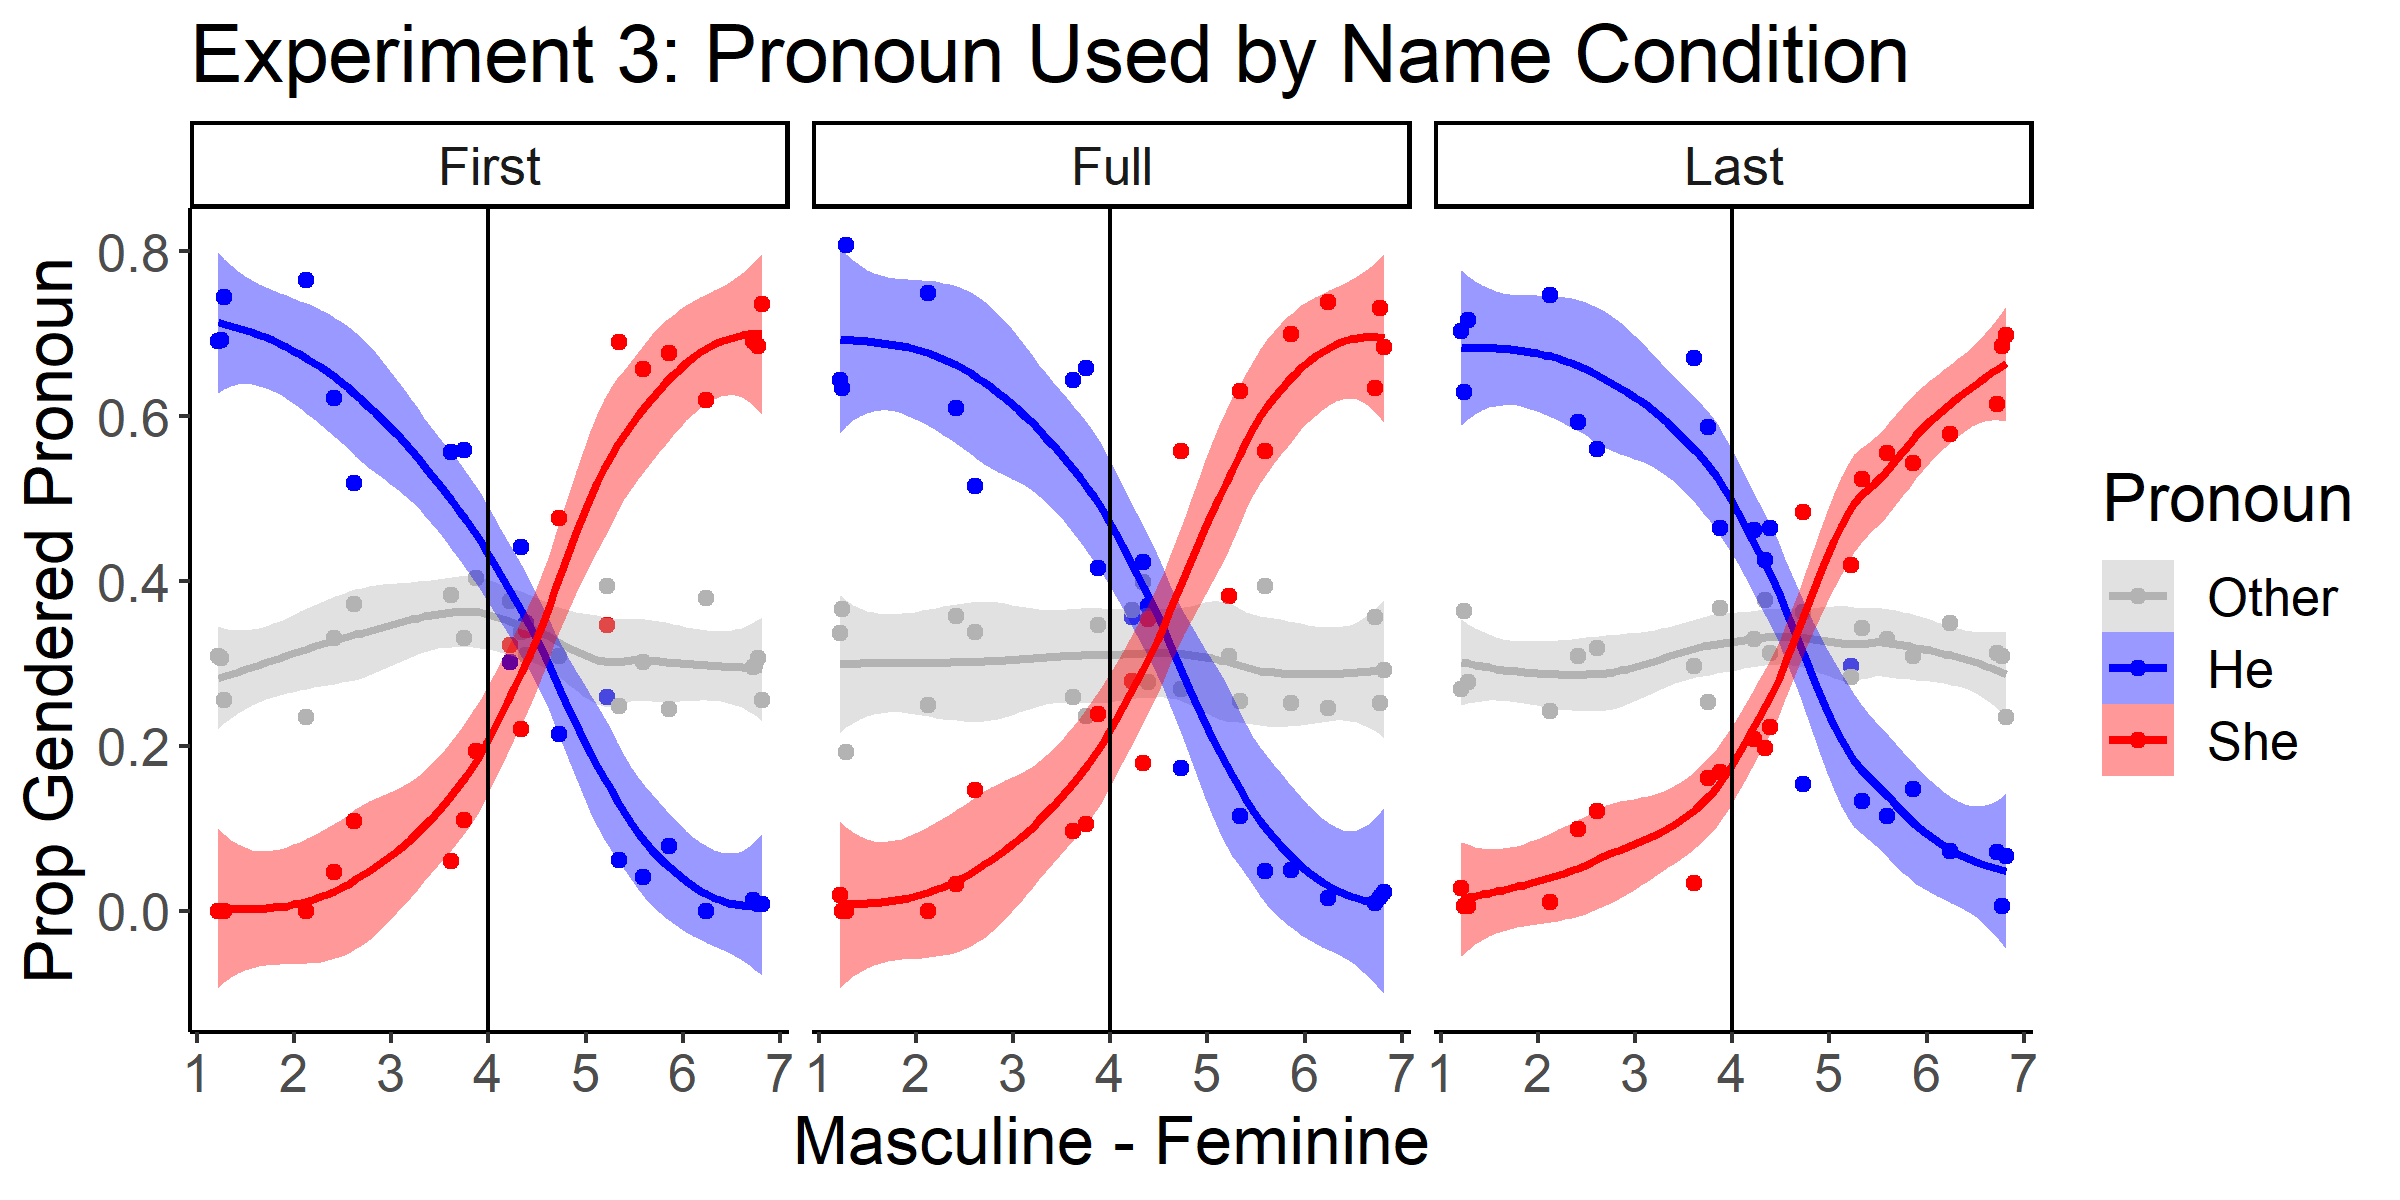 Experiment 3: Pronoun Used by Name Condition
First Full Last
Prop Gendered Pronoun
0.8
0.6
0.4
0.2
0.0
1 2 3 4 5 6 7 1 2 3 4 5 6 7 1 2 3 4 5 6 7
Masculine - Feminine
Pronoun
Other
He
She